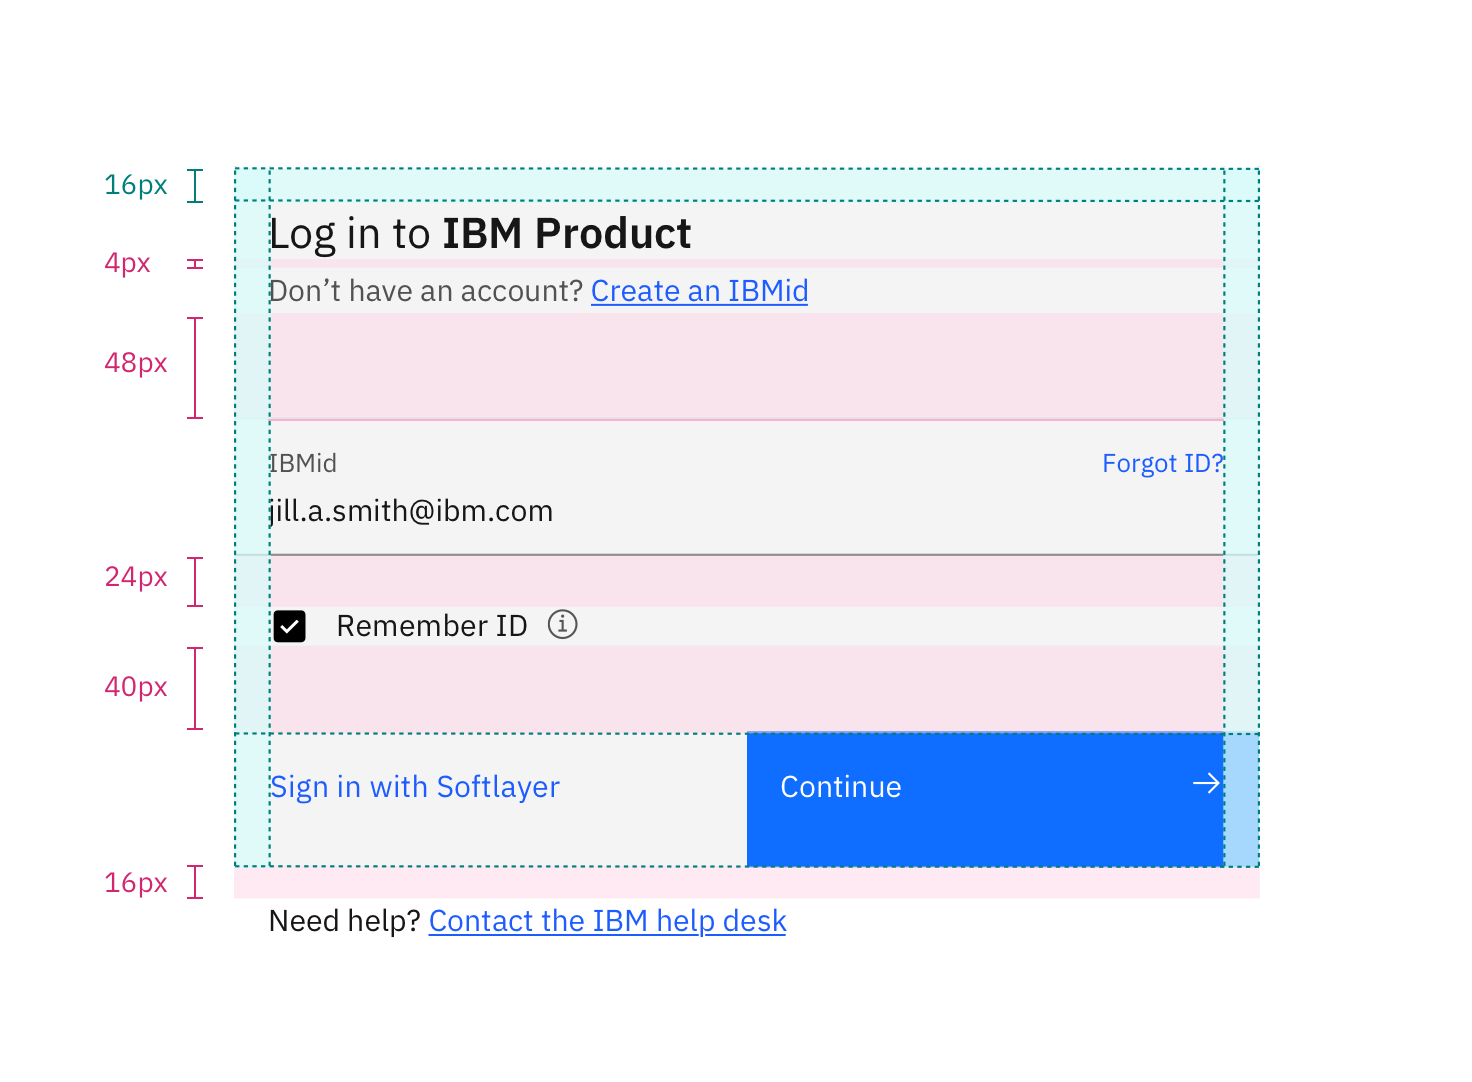 16px
Log in to IBM Product
4px
Don’t have an account? Create an IBMid
48px
IBMid Forgot ID?
jill.a.smith@ibm.com
24px
Remember ID
40px
Sign in with Softlayer Continue
16px
Need help? Contact the IBM help desk